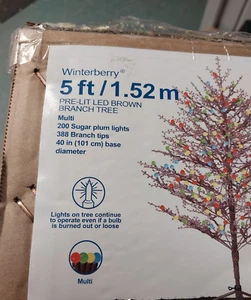 Winterberry®
5 ft/1.52 m
PRE-LIT LED BROWN
BRANCH TREE
Multi
200 Sugar plum lights
388 Branch tips
40 in (101 cm) base
diameter
Lights on tree continue
to operate even if a bulb
is burned out or loose
Multi